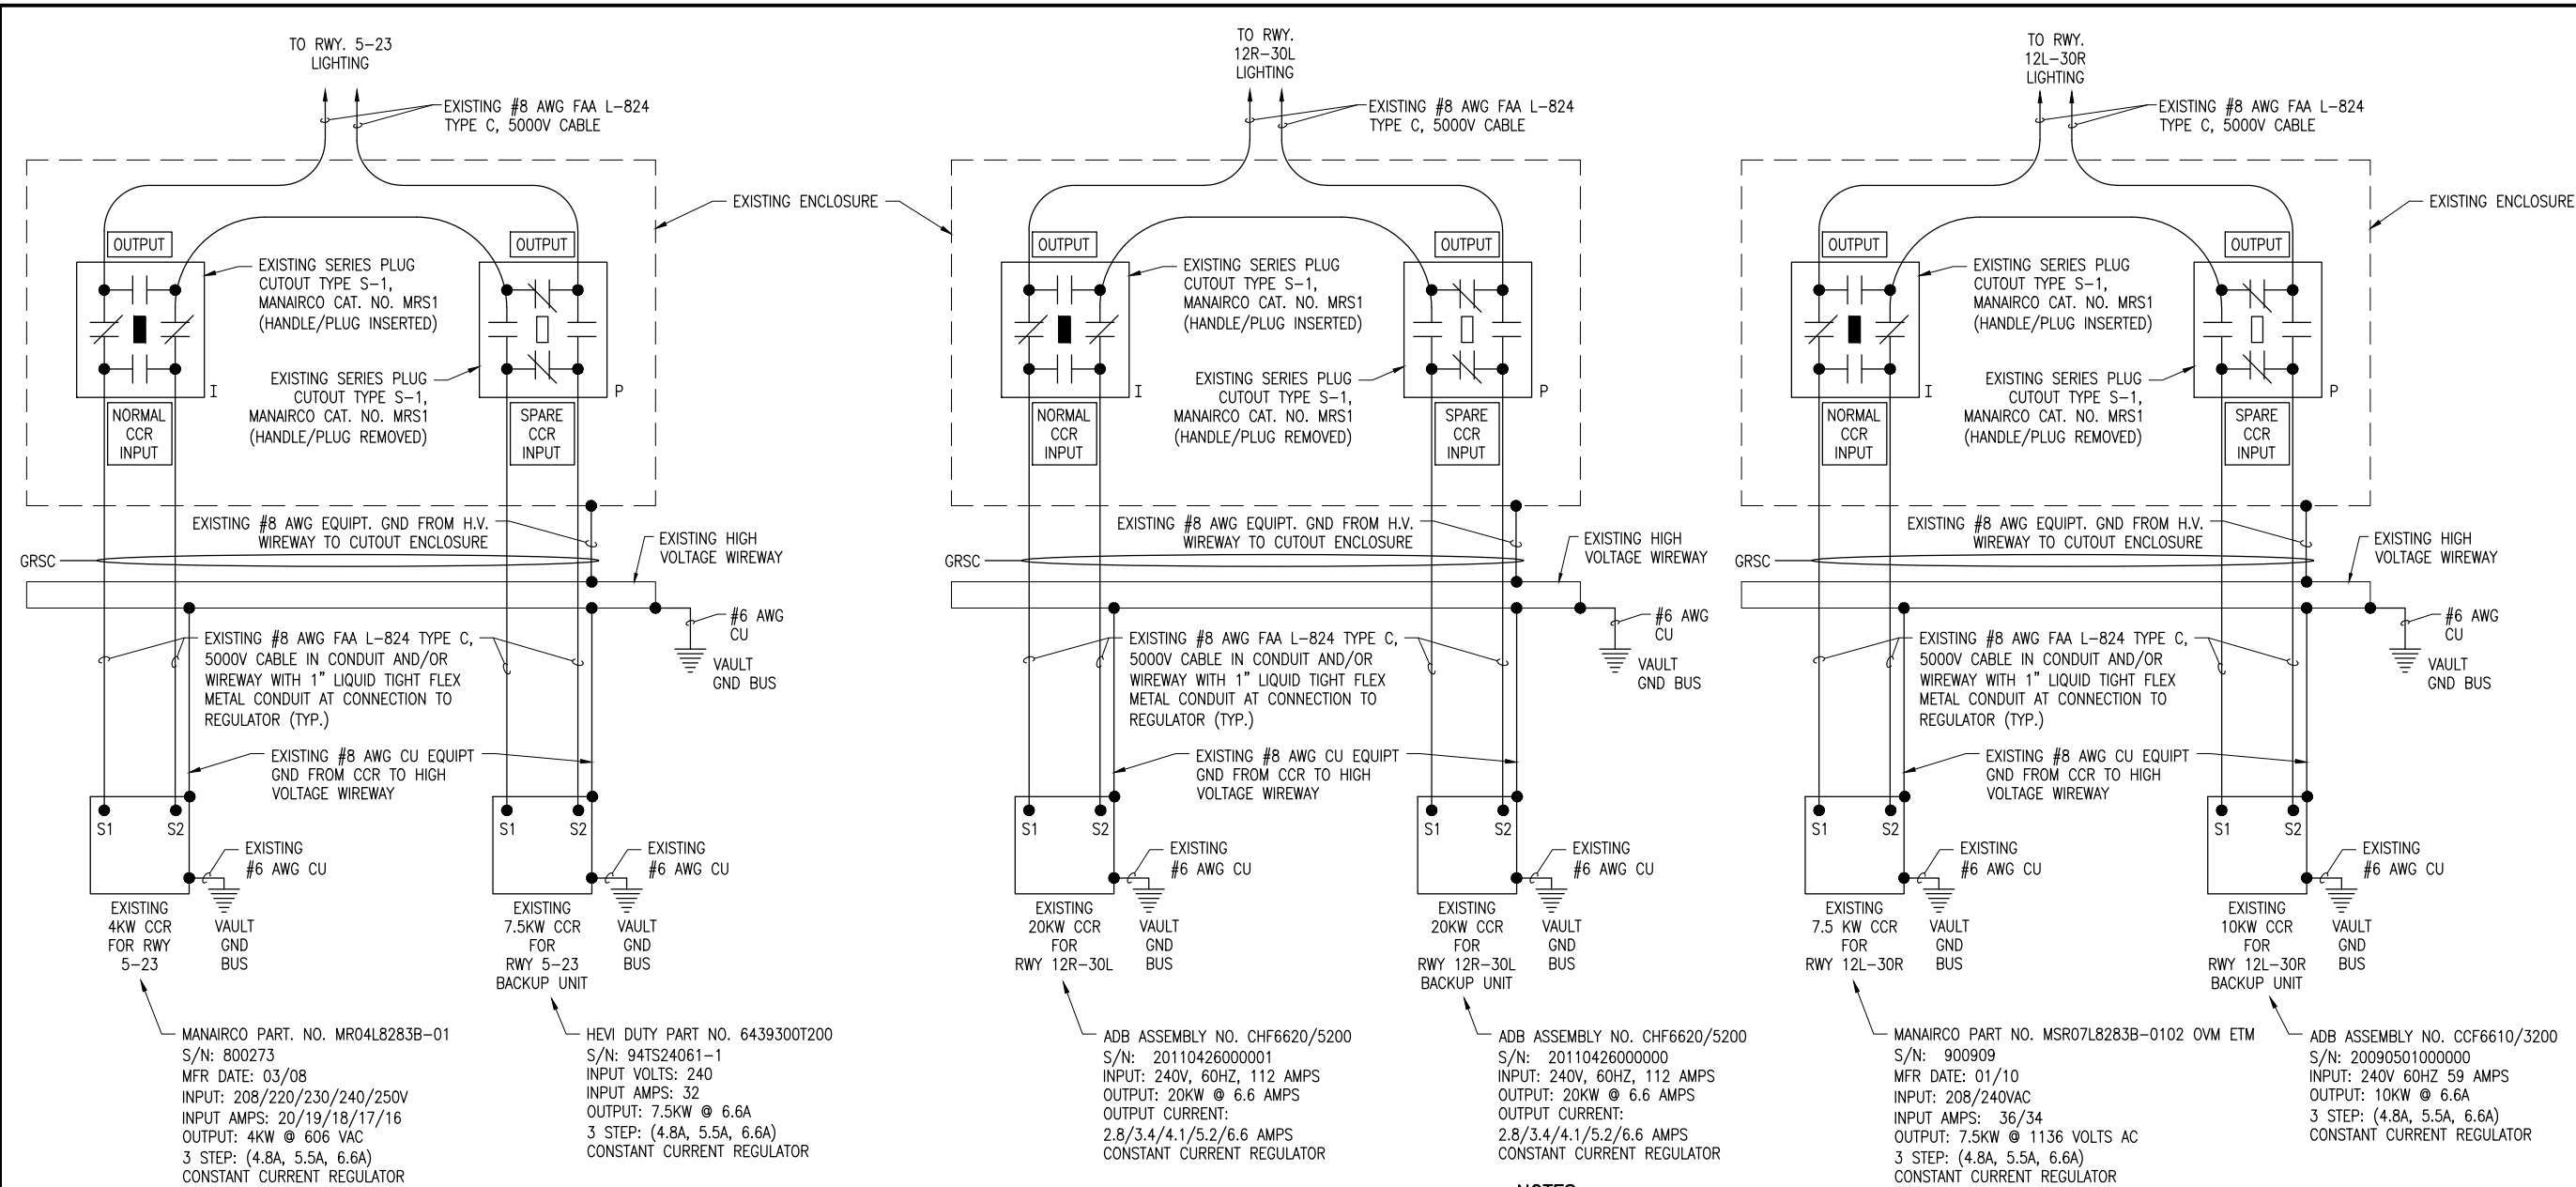 TO RWY. 5-23
LIGHTING
EXISTING #8 AWG FAA L-824
TYPE C, 5000V CABLE
EXISTING ENCLOSURE
OUTPUT
OUTPUT
EXISTING SERIES PLUG
CUTOUT TYPE S-1,
MANAIRCO CAT. NO. MRS1
(HANDLE/PLUG INSERTED)
EXISTING SERIES PLUG
CUTOUT TYPE S-1,
MANAIRCO CAT. NO. MRS1
(HANDLE/PLUG REMOVED)
I
P
NORMAL
CCR
INPUT
SPARE
CCR
INPUT
EXISTING #8 AWG EQUIPT. GND FROM H.V.
WIREWAY TO CUTOUT ENCLOSURE
GRSC
EXISTING HIGH
VOLTAGE WIREWAY
#6 AWG
CU
VAULT
GND BUS
EXISTING #8 AWG FAA L-824 TYPE C,
5000V CABLE IN CONDUIT AND/OR
WIREWAY WITH 1" LIQUID TIGHT FLEX
METAL CONDUIT AT CONNECTION TO
REGULATOR (TYP.)
EXISTING #8 AWG CU EQUIPT
GND FROM CCR TO HIGH
VOLTAGE WIREWAY
S1
S2
S1
S2
EXISTING
#6 AWG CU
EXISTING
#6 AWG CU
EXISTING
4KW CCR
FOR RWY
5-23
VAULT
GND
BUS
EXISTING
7.5KW CCR
FOR
RWY 5-23
BACKUP UNIT
VAULT
GND
BUS
MANAIRCO PART. NO. MR04L8283B-01
S/N: 800273
MFR DATE: 03/08
INPUT: 208/220/230/240/250V
INPUT AMPS: 20/19/18/17/16
OUTPUT: 4KW @ 606 VAC
3 STEP: (4.8A, 5.5A, 6.6A)
CONSTANT CURRENT REGULATOR
HEVI DUTY PART NO. 6439300T200
S/N: 94TS24061-1
INPUT VOLTS: 240
INPUT AMPS: 32
OUTPUT: 7.5KW @ 6.6A
3 STEP: (4.8A, 5.5A, 6.6A)
CONSTANT CURRENT REGULATOR
TO RWY.
12R-30L
LIGHTING
EXISTING #8 AWG FAA L-824
TYPE C, 5000V CABLE
OUTPUT
OUTPUT
EXISTING SERIES PLUG
CUTOUT TYPE S-1,
MANAIRCO CAT. NO. MRS1
(HANDLE/PLUG INSERTED)
EXISTING SERIES PLUG
CUTOUT TYPE S-1,
MANAIRCO CAT. NO. MRS1
(HANDLE/PLUG REMOVED)
I
P
NORMAL
CCR
INPUT
SPARE
CCR
INPUT
EXISTING #8 AWG EQUIPT. GND FROM H.V.
WIREWAY TO CUTOUT ENCLOSURE
GRSC
EXISTING HIGH
VOLTAGE WIREWAY
#6 AWG
CU
VAULT
GND BUS
EXISTING #8 AWG FAA L-824 TYPE C,
5000V CABLE IN CONDUIT AND/OR
WIREWAY WITH 1" LIQUID TIGHT FLEX
METAL CONDUIT AT CONNECTION TO
REGULATOR (TYP.)
EXISTING #8 AWG CU EQUIPT
GND FROM CCR TO HIGH
VOLTAGE WIREWAY
S1
S2
S1
S2
EXISTING
#6 AWG CU
EXISTING
#6 AWG CU
EXISTING
20KW CCR
FOR
RWY 12R-30L
VAULT
GND
BUS
EXISTING
20KW CCR
FOR
RWY 12R-30L
BACKUP UNIT
VAULT
GND
BUS
ADB ASSEMBLY NO. CHF6620/5200
S/N: 20110426000001
INPUT: 240V, 60HZ, 112 AMPS
OUTPUT: 20KW @ 6.6 AMPS
OUTPUT CURRENT:
2.8/3.4/4.1/5.2/6.6 AMPS
CONSTANT CURRENT REGULATOR
ADB ASSEMBLY NO. CHF6620/5200
S/N: 20110426000000
INPUT: 240V, 60HZ, 112 AMPS
OUTPUT: 20KW @ 6.6 AMPS
OUTPUT CURRENT:
2.8/3.4/4.1/5.2/6.6 AMPS
CONSTANT CURRENT REGULATOR
TO RWY.
12L-30R
LIGHTING
EXISTING #8 AWG FAA L-824
TYPE C, 5000V CABLE
EXISTING ENCLOSURE
OUTPUT
OUTPUT
EXISTING SERIES PLUG
CUTOUT TYPE S-1,
MANAIRCO CAT. NO. MRS1
(HANDLE/PLUG INSERTED)
EXISTING SERIES PLUG
CUTOUT TYPE S-1,
MANAIRCO CAT. NO. MRS1
(HANDLE/PLUG REMOVED)
I
P
NORMAL
CCR
INPUT
SPARE
CCR
INPUT
EXISTING #8 AWG EQUIPT. GND FROM H.V.
WIREWAY TO CUTOUT ENCLOSURE
GRSC
EXISTING HIGH
VOLTAGE WIREWAY
#6 AWG
CU
VAULT
GND BUS
EXISTING #8 AWG FAA L-824 TYPE C,
5000V CABLE IN CONDUIT AND/OR
WIREWAY WITH 1" LIQUID TIGHT FLEX
METAL CONDUIT AT CONNECTION TO
REGULATOR (TYP.)
EXISTING #8 AWG CU EQUIPT
GND FROM CCR TO HIGH
VOLTAGE WIREWAY
S1
S2
S1
S2
EXISTING
#6 AWG CU
EXISTING
#6 AWG CU
EXISTING
7.5 KW CCR
FOR
RWY 12L-30R
VAULT
GND
BUS
EXISTING
10KW CCR
FOR
RWY 12L-30R
BACKUP UNIT
VAULT
GND
BUS
MANAIRCO PART NO. MSR07L8283B-0102 OVM ETM
S/N: 900909
MFR DATE: 01/10
INPUT: 208/240VAC
INPUT AMPS: 36/34
OUTPUT: 7.5KW @ 1136 VOLTS AC
3 STEP: (4.8A, 5.5A, 6.6A)
CONSTANT CURRENT REGULATOR
ADB ASSEMBLY NO. CCF6610/3200
S/N: 20090501000000
INPUT: 240V 60HZ 59 AMPS
OUTPUT: 10KW @ 6.6A
3 STEP: (4.8A, 5.5A, 6.6A)
CONSTANT CURRENT REGULATOR